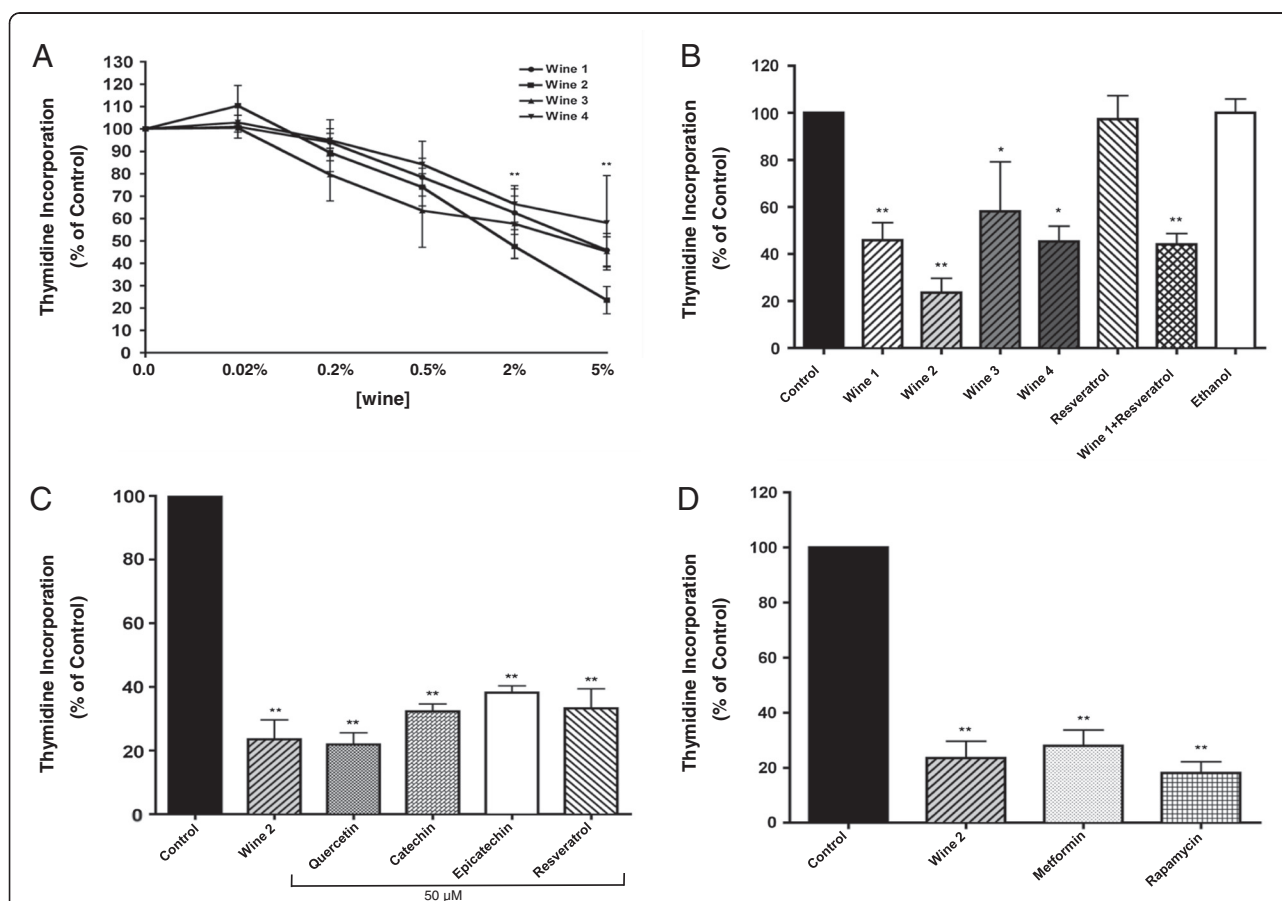 A
Thymidine Incorporation
(% of Control)
130
120
110
100
90
80
70
60
50
40
30
20
10
0
0.0
0.02%
0.2%
0.5%
2%
5%
[wine]
Wine 1
Wine 2
Wine 3
Wine 4
**
**
B
Thymidine Incorporation
(% of Control)
120
100
80
60
40
20
0
**
**
*
*
**
Control
Wine 1
Wine 2
Wine 3
Wine 4
Resveratrol
Wine 1+Resveratrol
Ethanol
C
Thymidine Incorporation
(% of Control)
100
80
60
40
20
0
**
**
**
**
**
Control
Wine 2
Quercetin
Catechin
Epicatechin
Resveratrol
50 µM
D
Thymidine Incorporation
(% of Control)
120
100
80
60
40
20
0
**
**
**
Control
Wine 2
Metformin
Rapamycin